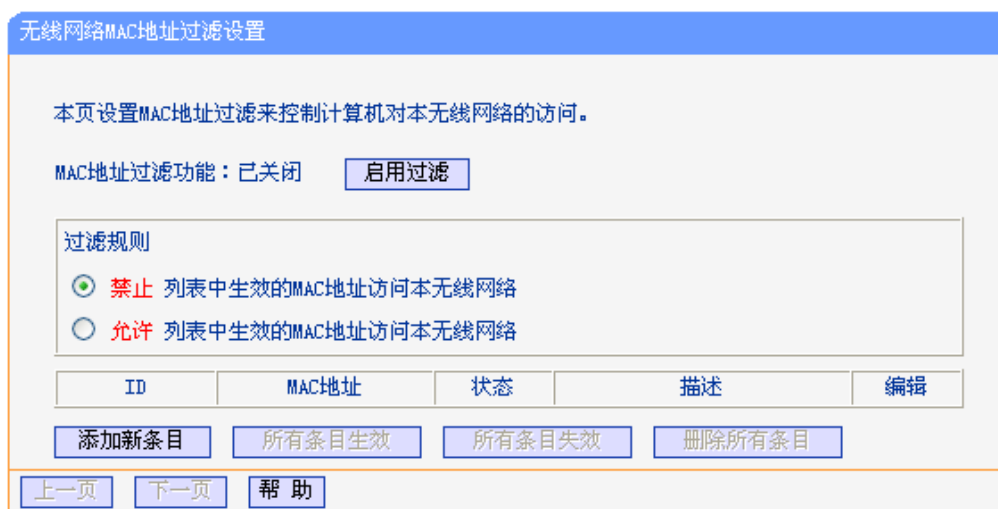 无线网络MAC地址过滤设置
本页设置MAC地址过滤来控制计算机对本无线网络的访问。
MAC地址过滤功能：已关闭 启用过滤
过滤规则
禁止 列表中生效的MAC地址访问本无线网络
允许 列表中生效的MAC地址访问本无线网络
ID MAC地址 状态 描述 编辑
添加新条目 所有条目生效 所有条目失效 删除所有条目
上一页 下一页 帮 助